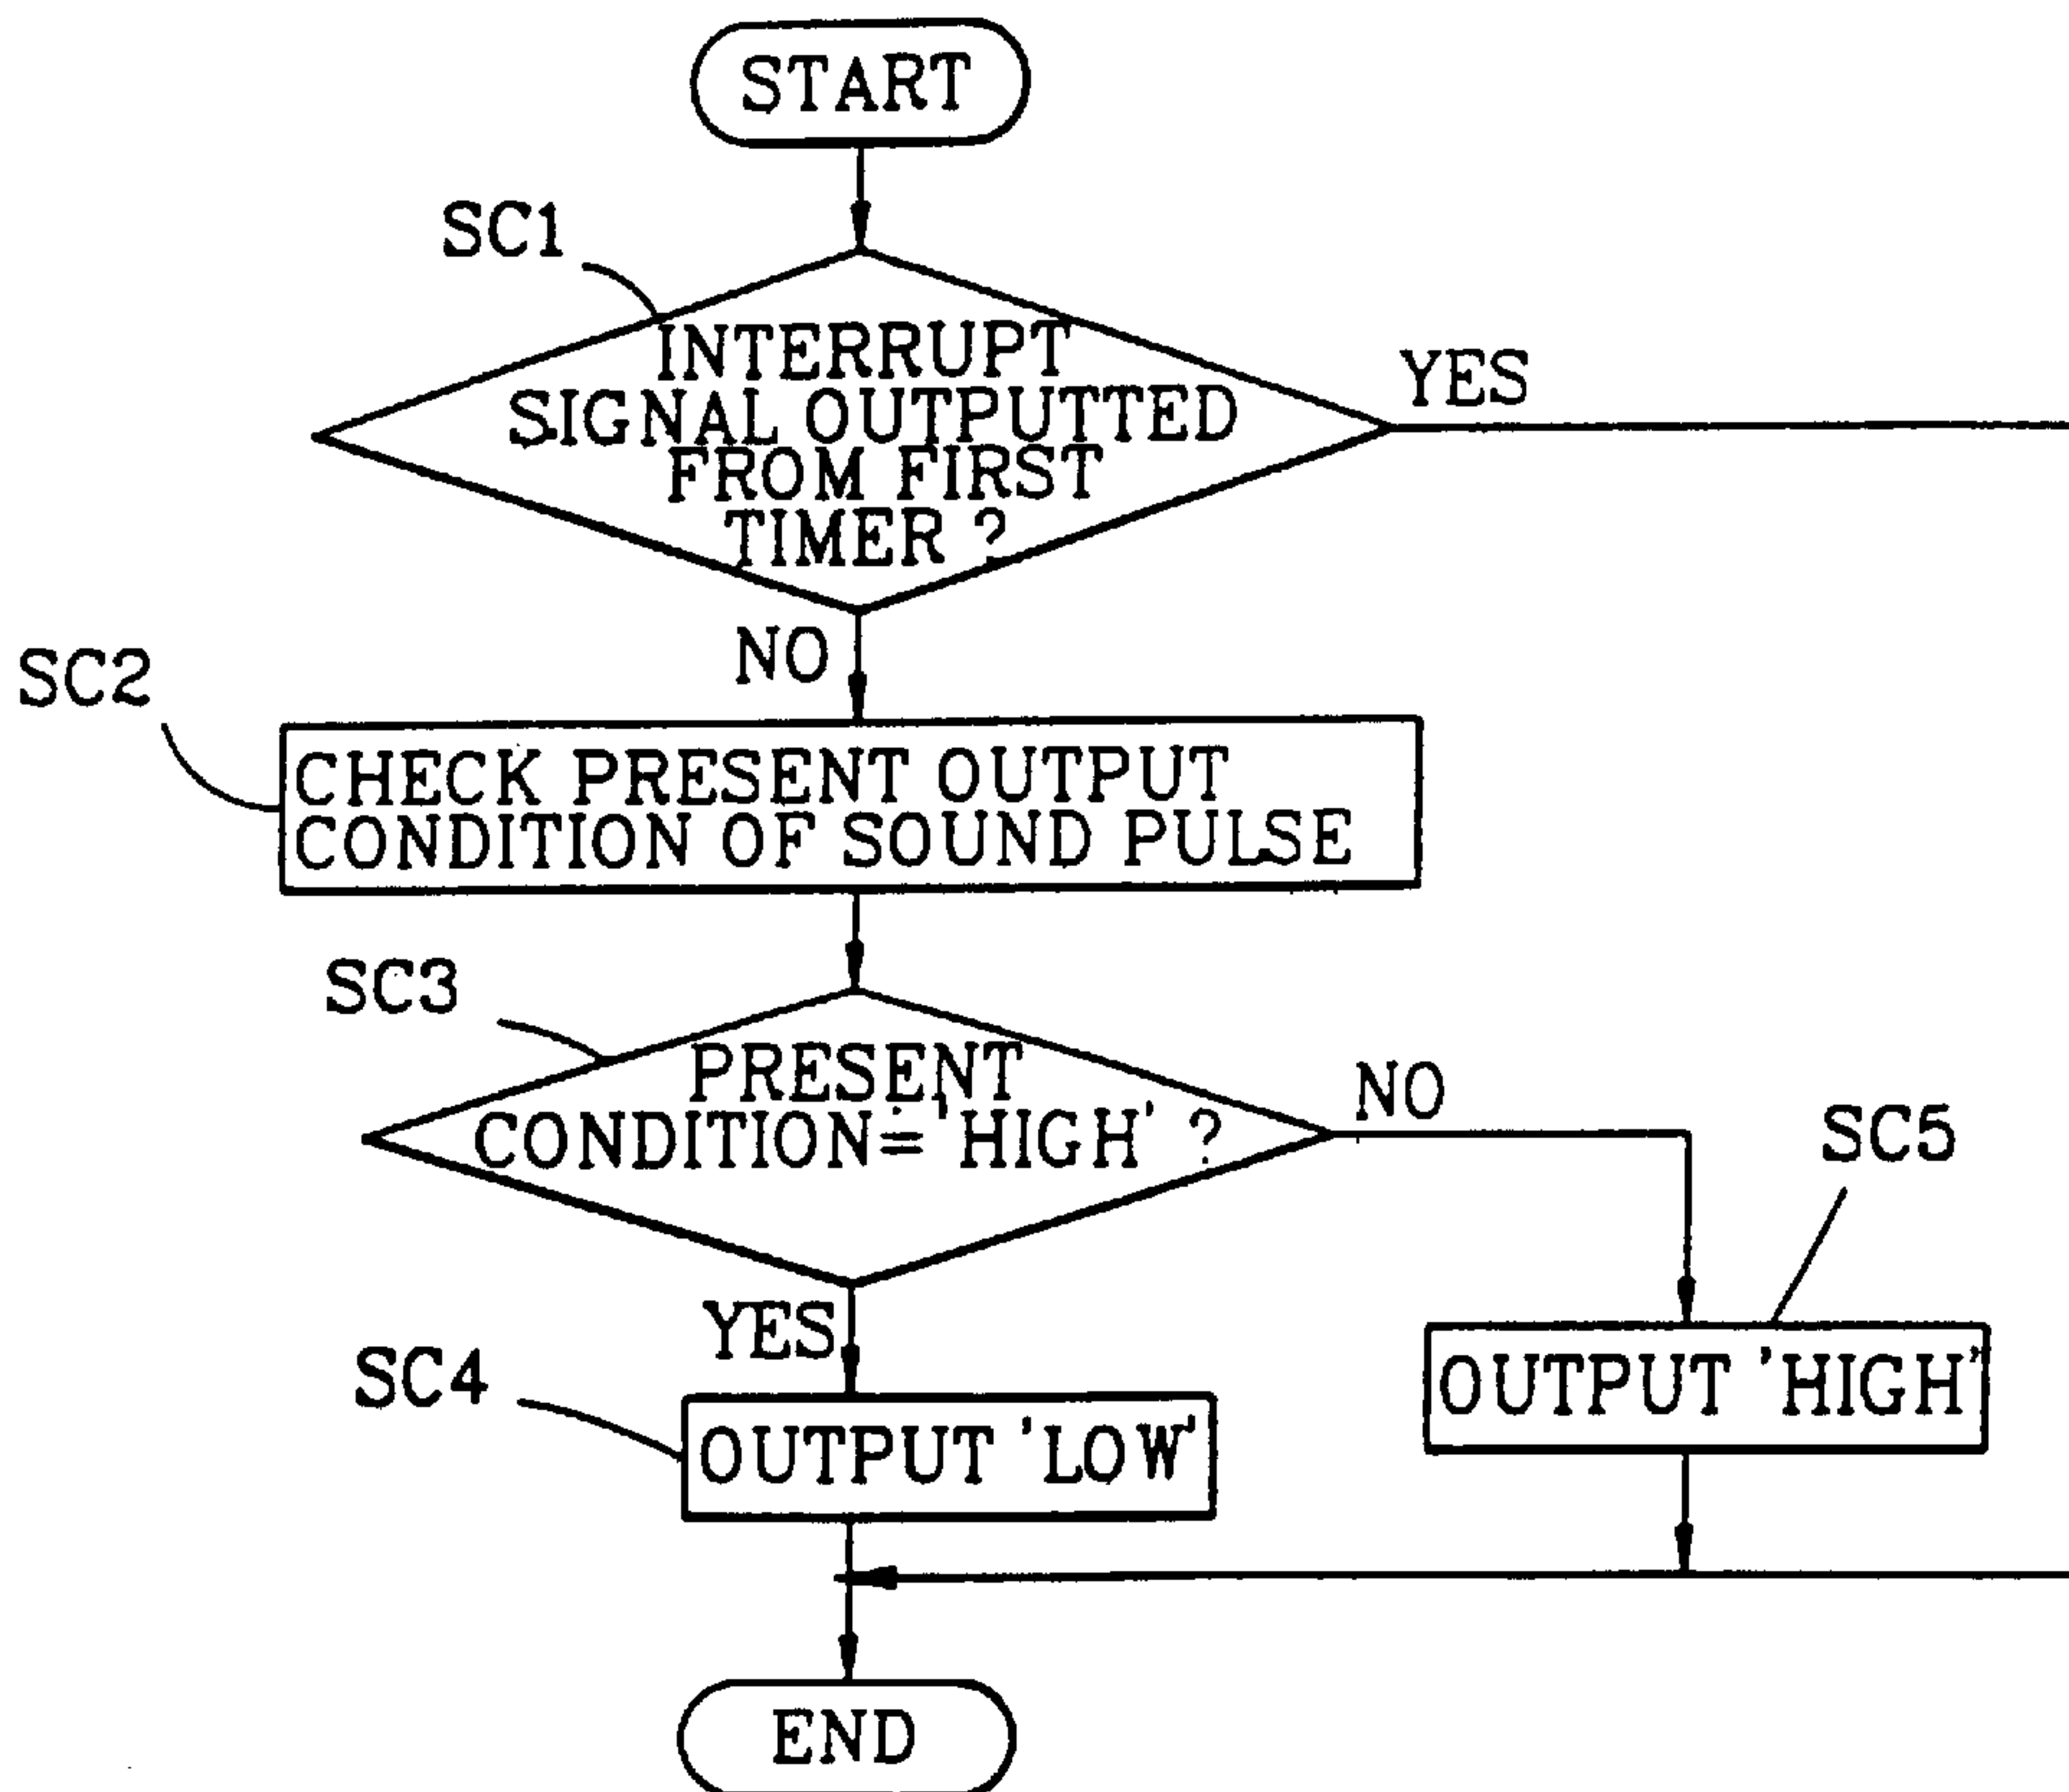 START
SC1
INTERRUPT
SIGNAL OUTPUTTED
FROM FIRST
TIMER ?
YES
NO
SC2
CHECK PRESENT OUTPUT
CONDITION OF SOUND PULSE
SC3
PRESENT
CONDITION= 'HIGH' ?
NO
SC5
YES
SC4
OUTPUT 'HIGH'
OUTPUT 'LOW'
END